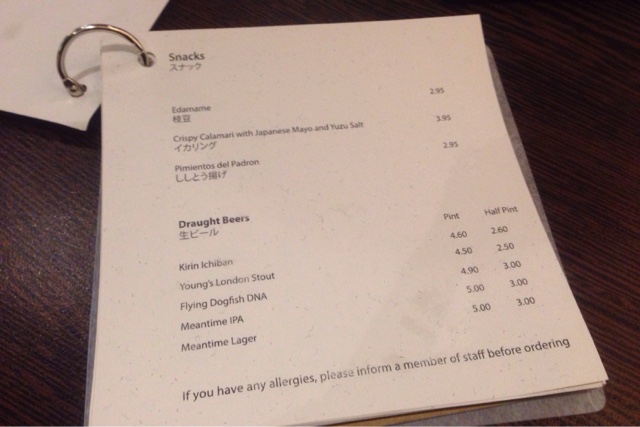 Snacks
スナック
Edamame 2.95
枝豆
Crispy Calamari with Japanese Mayo and Yuzu Salt 3.95
イカリング
Pimientos del Padron 2.95
ししとう揚げ
Draught Beers Pint Half Pint
生ビール
Kirin Ichiban 4.60 2.60
Young's London Stout 4.50 2.50
Flying Dogfish DNA 4.90 3.00
Meantime IPA 5.00 3.00
Meantime Lager 5.00 3.00
If you have any allergies, please inform a member of staff before ordering